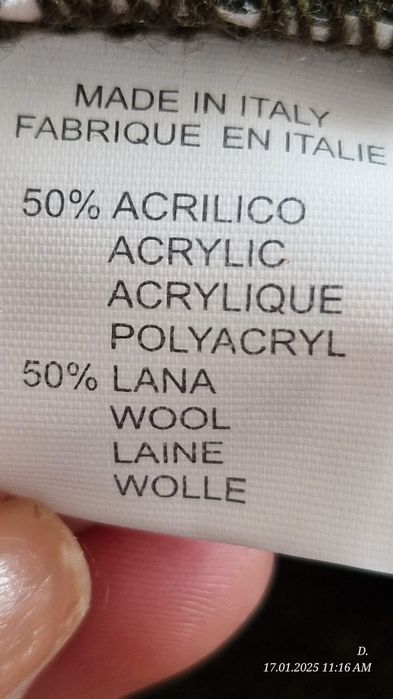 MADE IN ITALY
FABRIQUE EN ITALIE
50% ACRILICO
ACRYLIC
ACRYLIQUE
POLYACRYL
50% LANA
WOOL
LAINE
WOLLE
D.
17.01.2025 11:16 AM